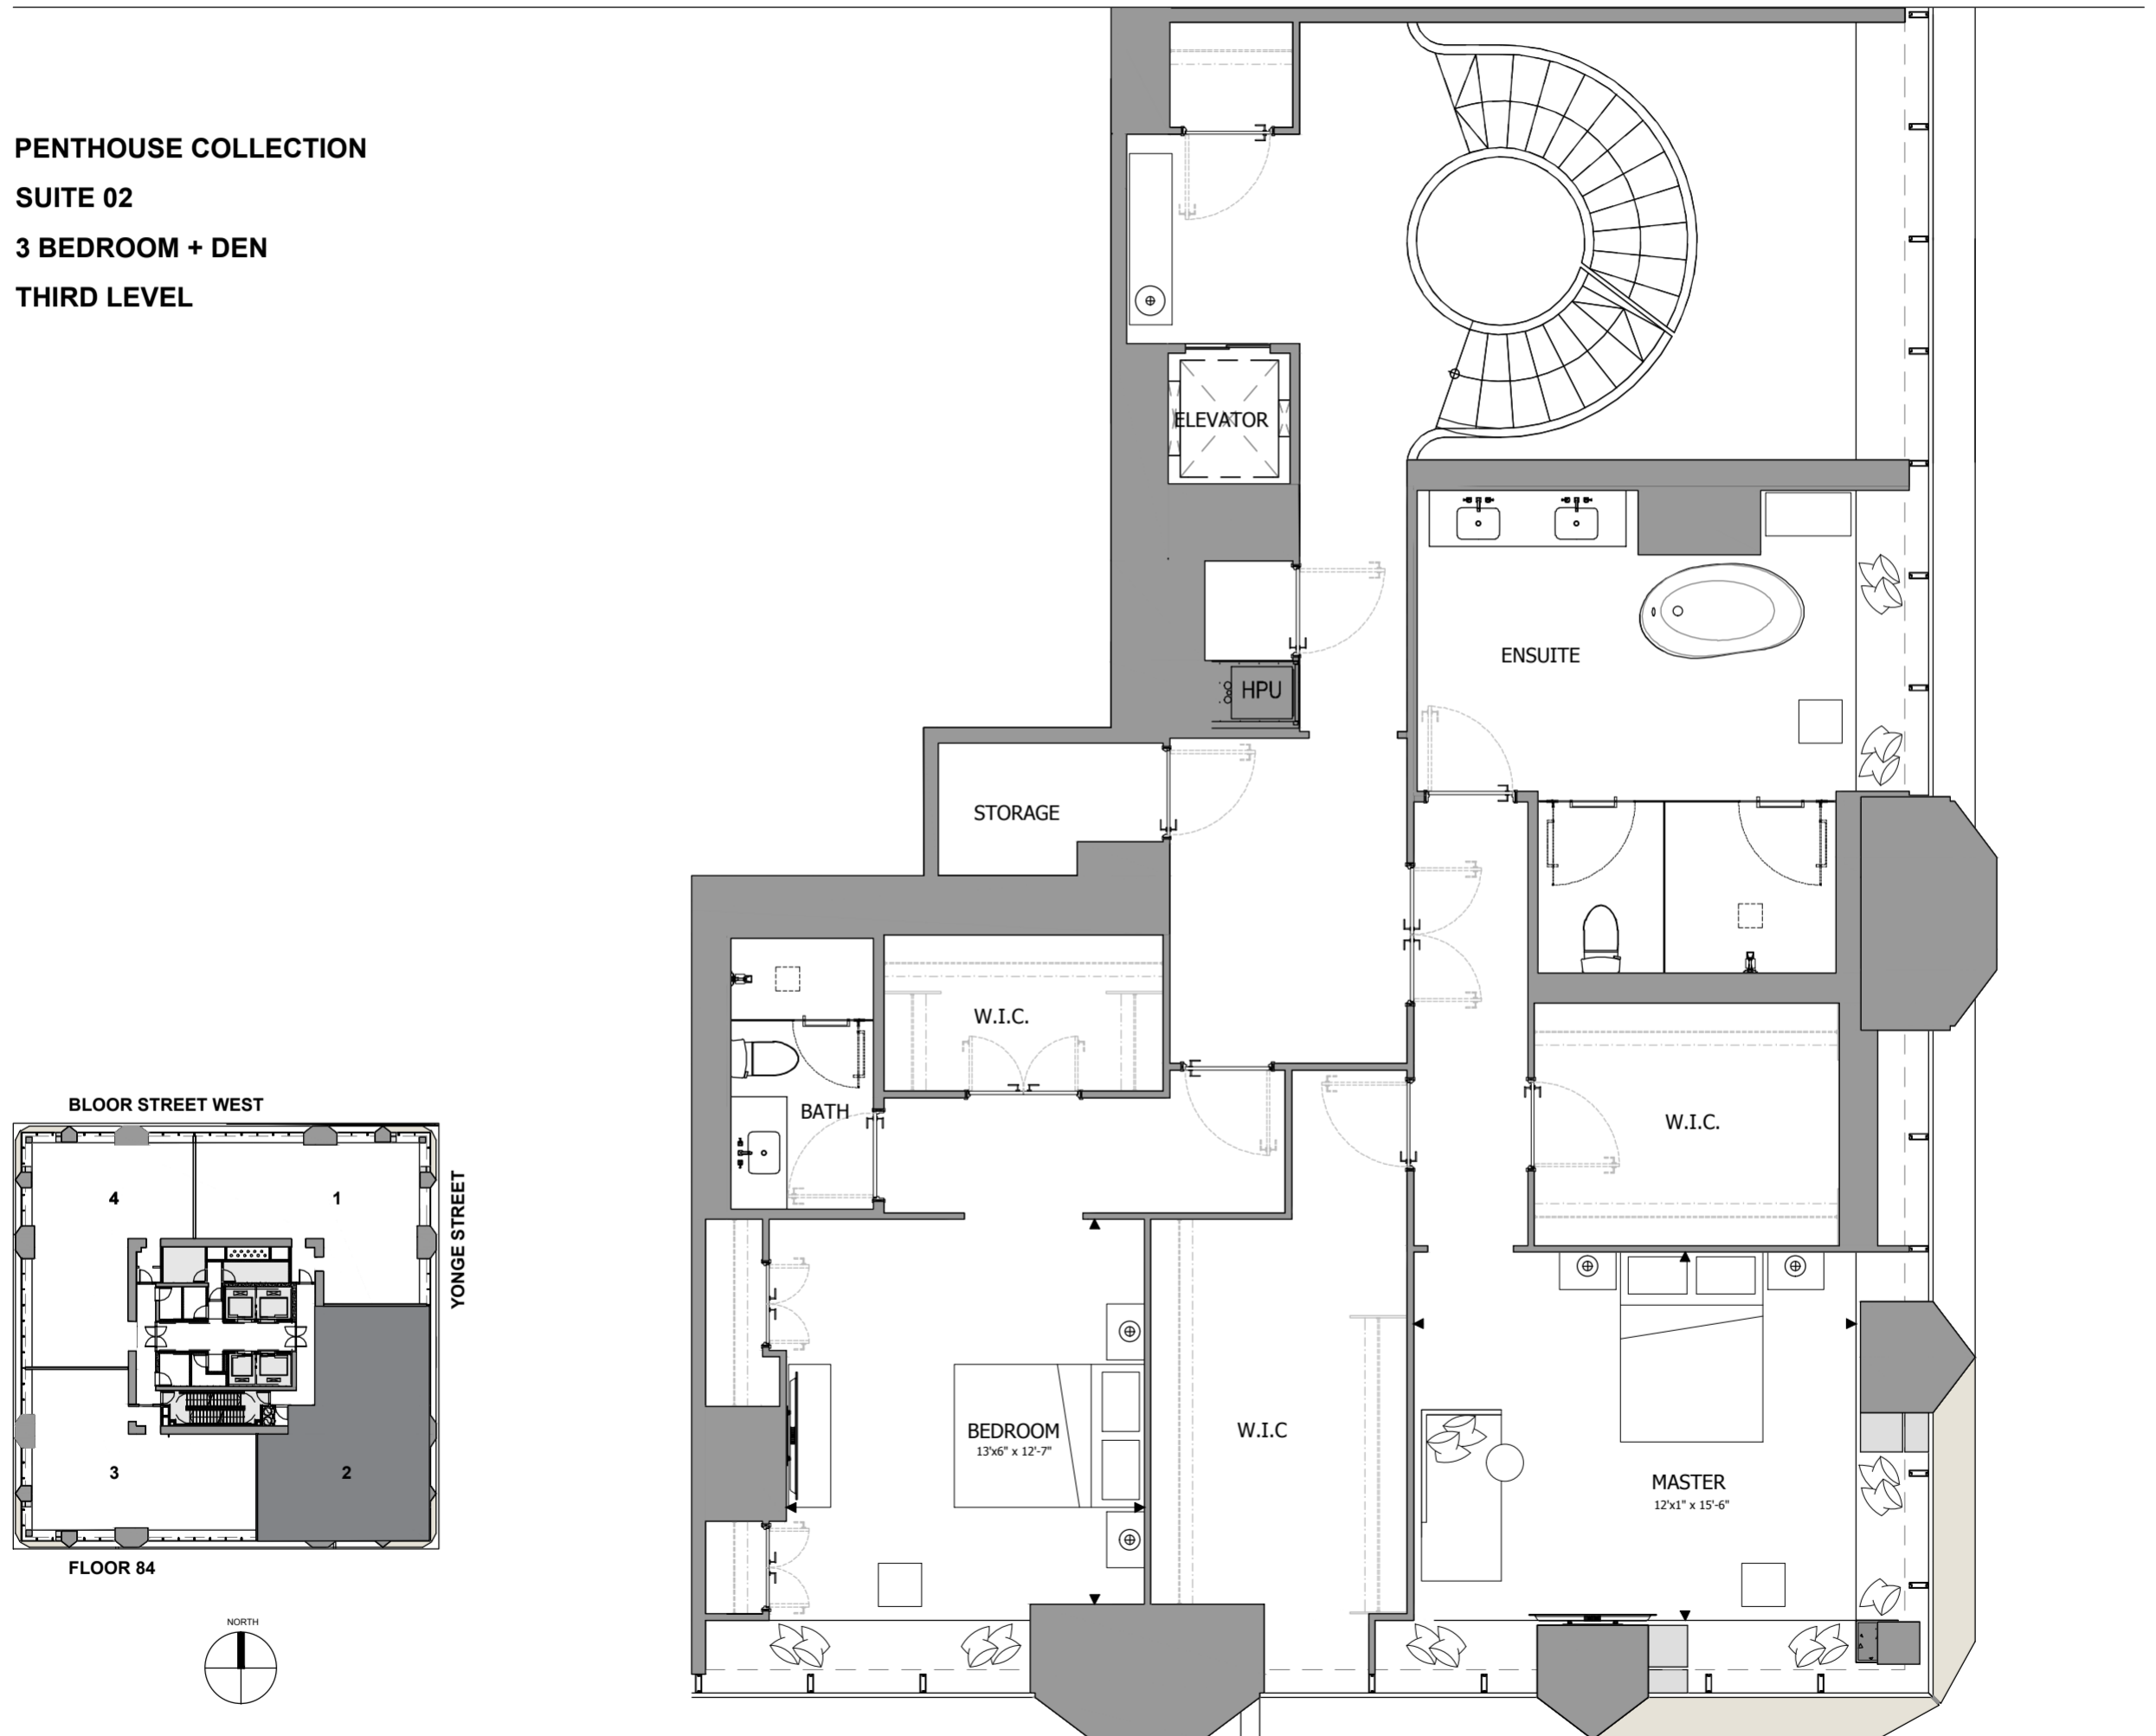 PENTHOUSE COLLECTION
SUITE 02
3 BEDROOM + DEN
THIRD LEVEL
ELEVATOR
ENSUITE
HPU
STORAGE
W.I.C.
BATH
W.I.C.
BEDROOM
13'x6" x 12'-7"
W.I.C
MASTER
12'x1" x 15'-6"
BLOOR STREET WEST
YONGE STREET
4
1
3
2
FLOOR 84
NORTH